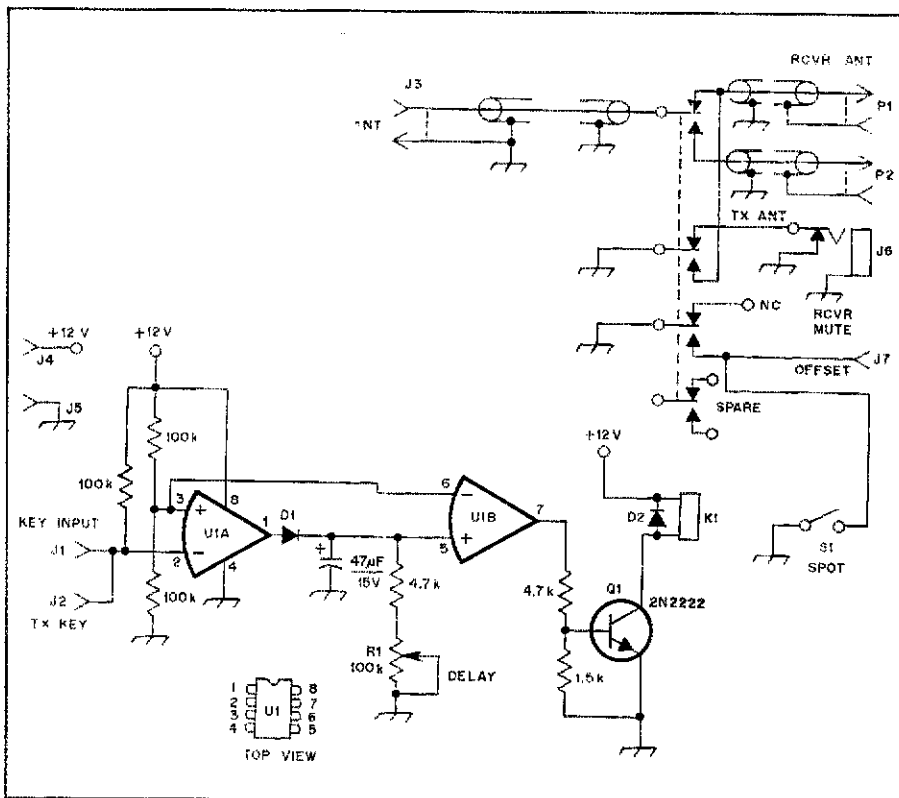 RCVR ANT
J3
P1
P2
TX ANT
J6
RCVR
MUTE
NC
J7
OFFSET
SPARE
+12V
J4
+12V
J5
100k
100k
+12V
3
8
6
7
1
D1
U1A
U1B
D2
K1
KEY INPUT
+
−
−
+
5
J1
2
4
+
47µF
15V
4.7k
4.7k
Q1
2N2222
S1
SPOT
J2
100k
TX KEY
R1
100k
DELAY
1.5k
1
2
3
4
U1
8
7
6
5
TOP VIEW